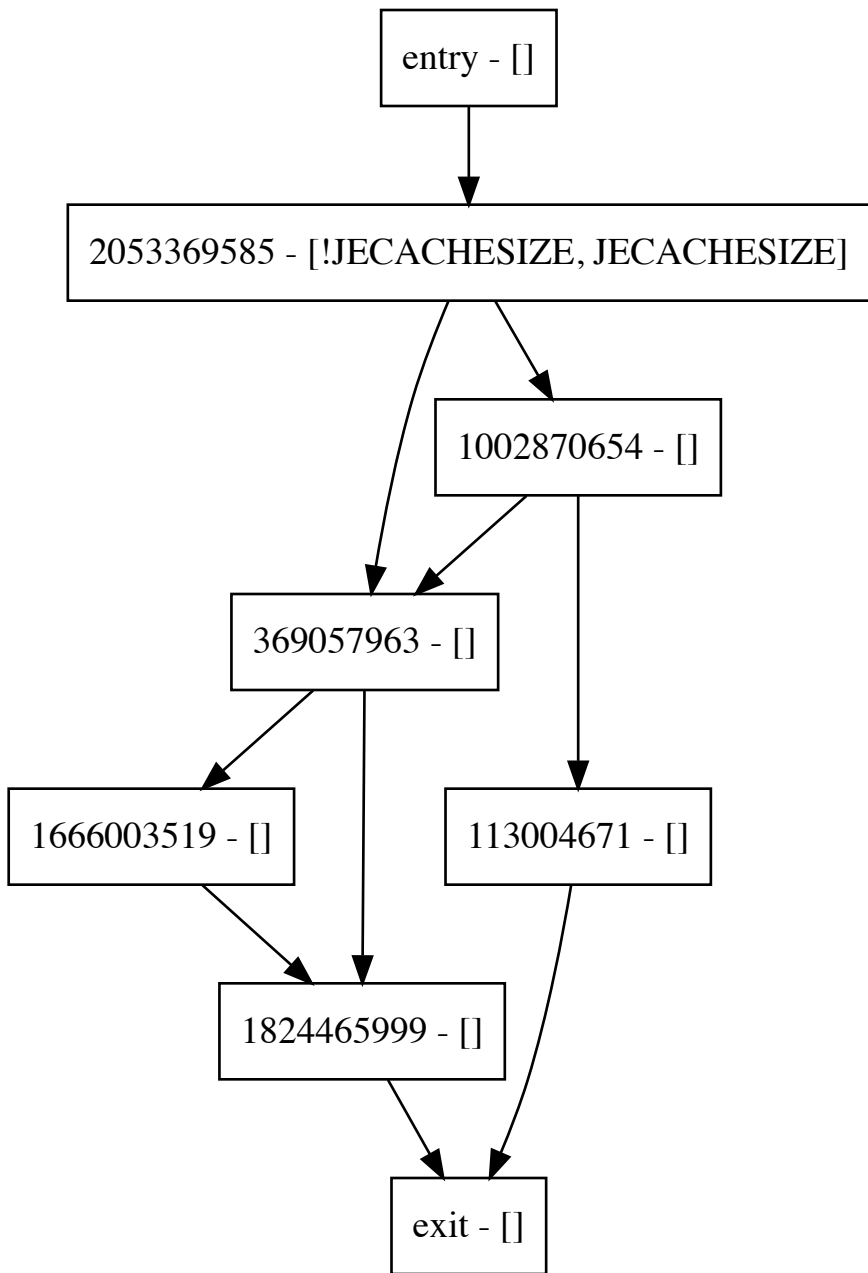 entry - []
2053369585 - [!JECACHESIZE, JECACHESIZE]
1002870654 - []
369057963 - []
1666003519 - []
113004671 - []
1824465999 - []
exit - []